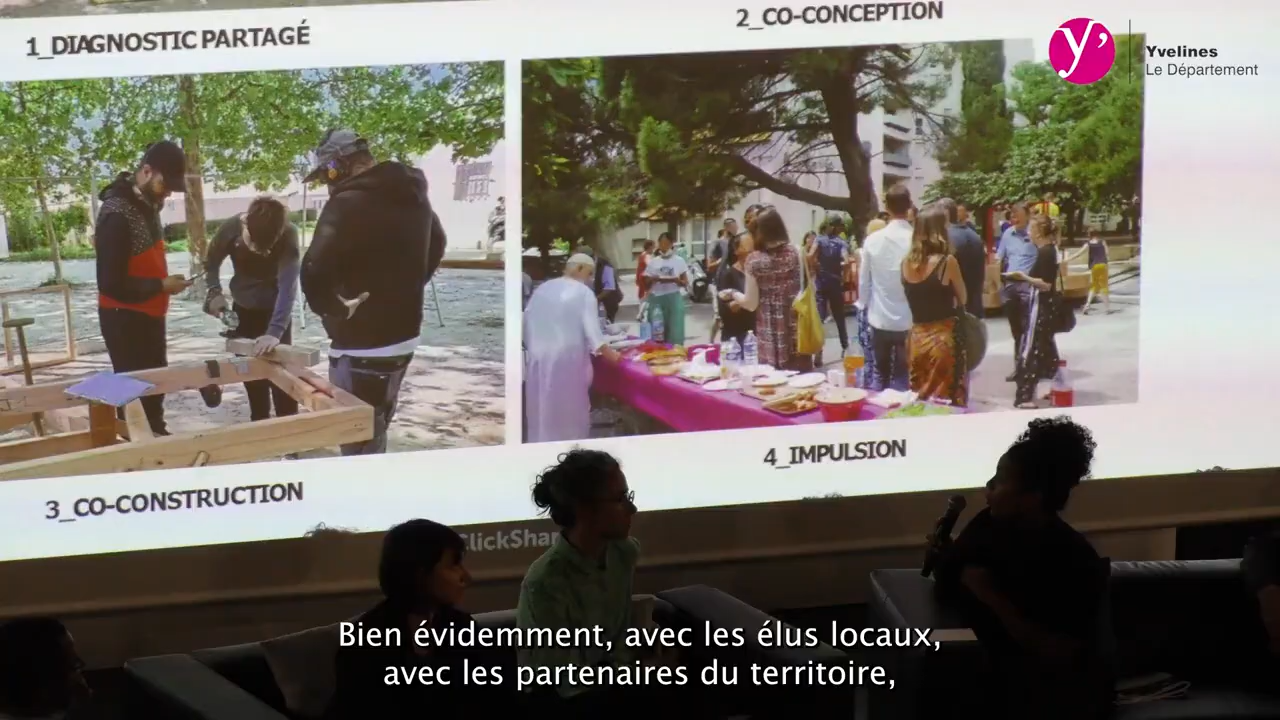 1_DIAGNOSTIC PARTAGÉ
2_CO-CONCEPTION
y'
Yvelines
Le Département
3_CO-CONSTRUCTION
4_IMPULSION
Bien évidemment, avec les élus locaux,
avec les partenaires du territoire,